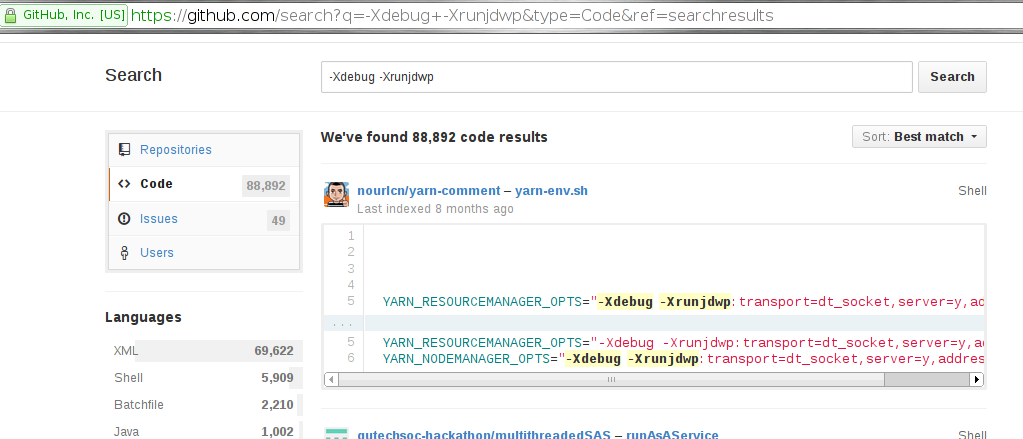 GitHub, Inc. [US] https://github.com/search?q=-Xdebug+-Xrunjdwp&type=Code&ref=searchresults
Search -Xdebug -Xrunjdwp Search
We've found 88,892 code results Sort: Best match
Repositories
Code 88,892
Issues 49
Users
Languages
XML 69,622
Shell 5,909
Batchfile 2,210
Java 1,002
nourlcn/yarn-comment – yarn-env.sh Shell
Last indexed 8 months ago
1
2
3
4
5 YARN_RESOURCEMANAGER_OPTS="-Xdebug -Xrunjdwp:transport=dt_socket,server=y,ad
...
5 YARN_RESOURCEMANAGER_OPTS="-Xdebug -Xrunjdwp:transport=dt_socket,server=y,ad
6 YARN_NODEMANAGER_OPTS="-Xdebug -Xrunjdwp:transport=dt_socket,server=y,addres
gutechsoc-hackathon/multithreadedSAS – runAsAService Shell